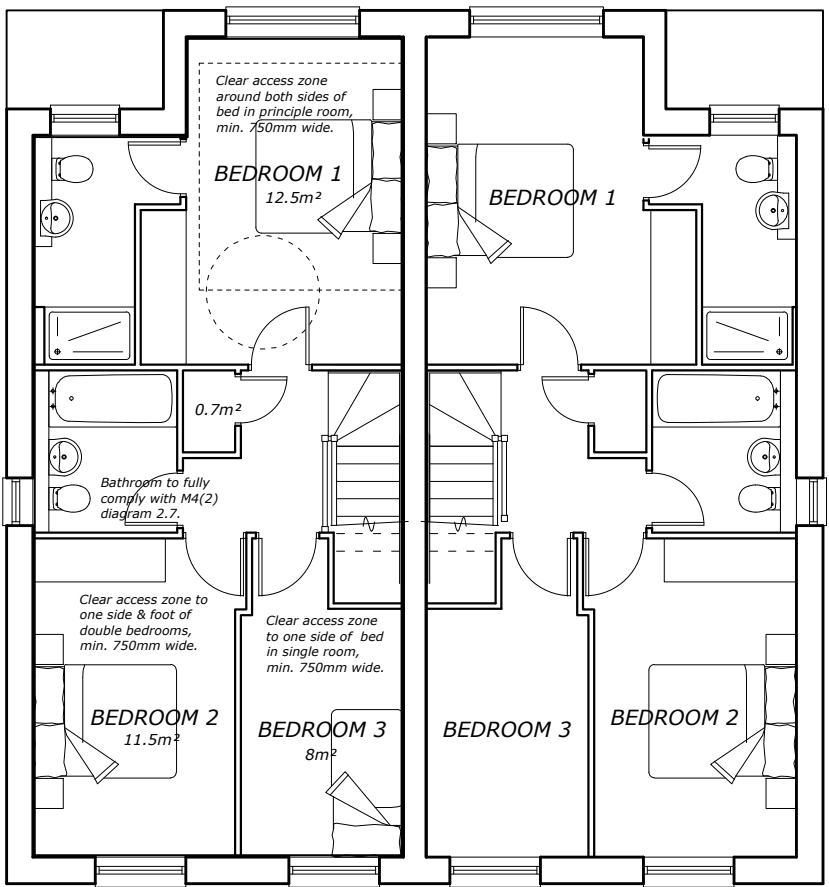 Clear access zone
around both sides of
bed in principle room,
min. 750mm wide.
BEDROOM 1
12.5m²
BEDROOM 1
0.7m²
Bathroom to fully
comply with M4(2)
diagram 2.7.
Clear access zone to
one side & foot of
double bedrooms,
min. 750mm wide.
Clear access zone
to one side of bed
in single room,
min. 750mm wide.
BEDROOM 2
11.5m²
BEDROOM 3
8m²
BEDROOM 3
BEDROOM 2